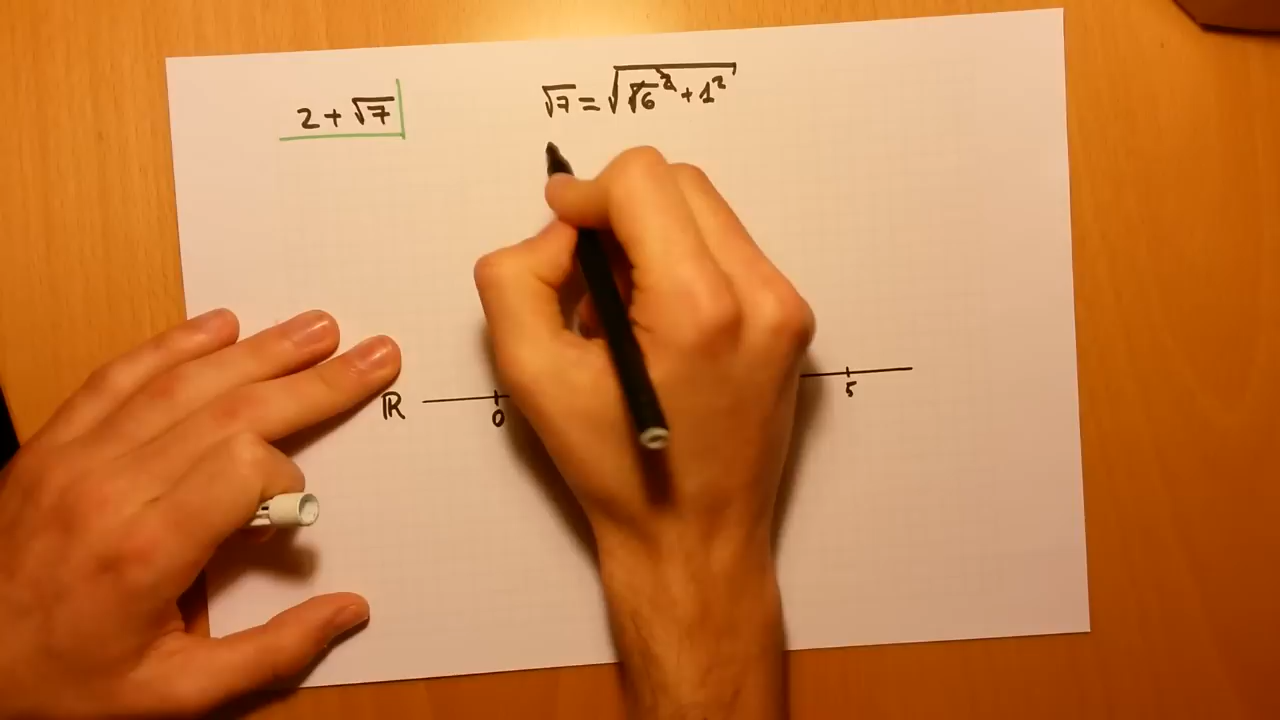 2 + √7
√7 = √(√6² + 1²)
ℝ
0
5